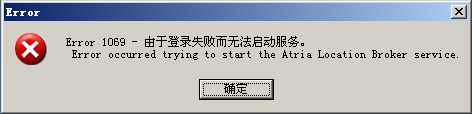 Error
Error 1069 - 由于登录失败而无法启动服务。
Error occurred trying to start the Atria Location Broker service.
确定